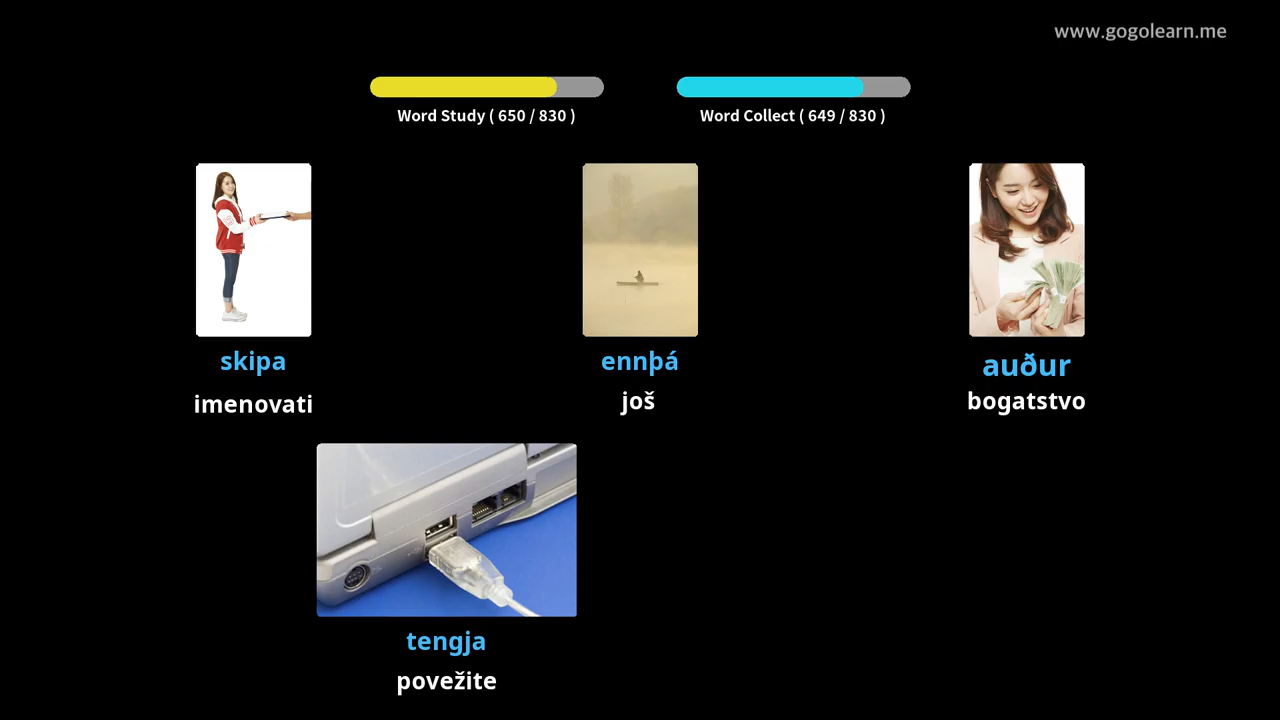 www.gogolearn.me
Word Study ( 650 / 830 )
Word Collect ( 649 / 830 )
skipa
imenovati
ennþá
još
auður
bogatstvo
tengja
povežite